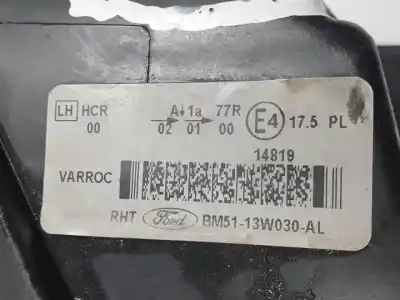 LH HCR A↓ 1a 77R E4 17.5 PL
00 02 01 00
14819
VARROC
RHT Ford BM51-13W030-AL